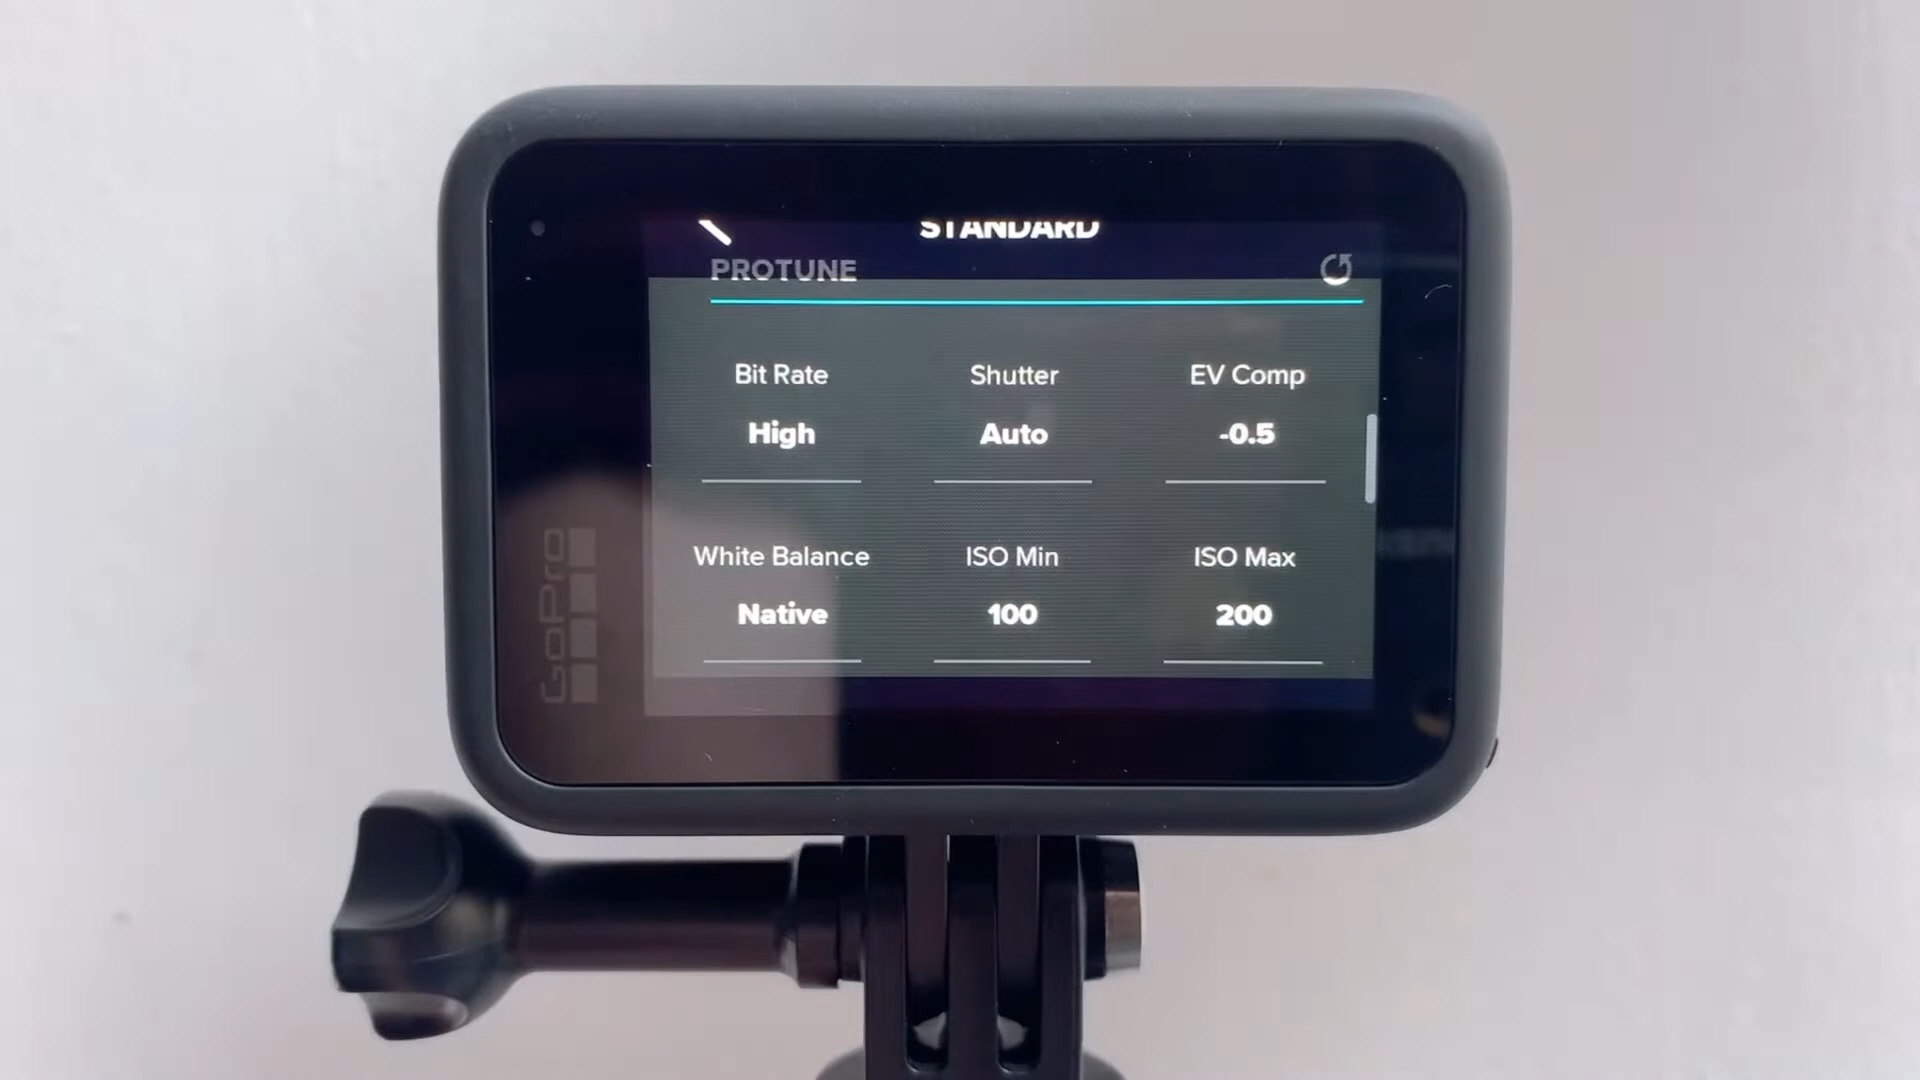 STANDARD
PROTUNE
Bit Rate Shutter EV Comp
High Auto -0.5
White Balance ISO Min ISO Max
Native 100 200
GoPro